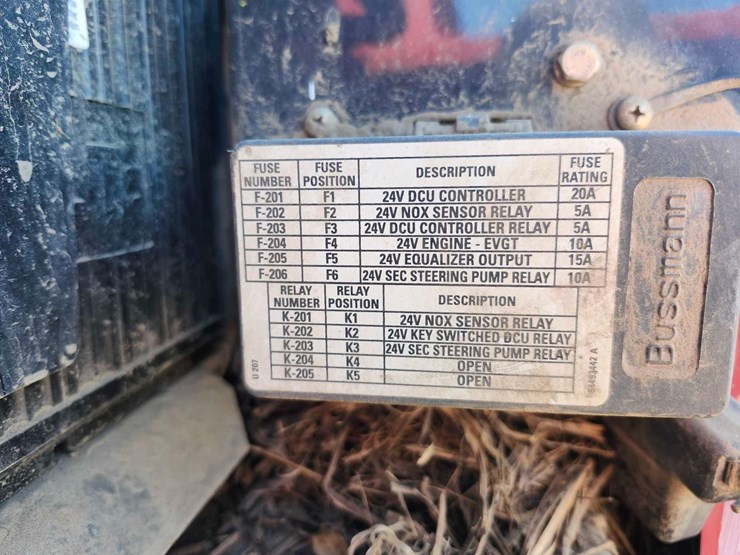 FUSE NUMBER FUSE POSITION DESCRIPTION FUSE RATING
F-201 F1 24V DCU CONTROLLER 20A
F-202 F2 24V NOX SENSOR RELAY 5A
F-203 F3 24V DCU CONTROLLER RELAY 5A
F-204 F4 24V ENGINE - EVGT 10A
F-205 F5 24V EQUALIZER OUTPUT 15A
F-206 F6 24V SEC STEERING PUMP RELAY 10A
RELAY NUMBER RELAY POSITION DESCRIPTION
K-201 K1 24V NOX SENSOR RELAY
K-202 K2 24V KEY SWITCHED DCU RELAY
K-203 K3 24V SEC STEERING PUMP RELAY
K-204 K4 OPEN
K-205 K5 OPEN
U 207
Bussmann